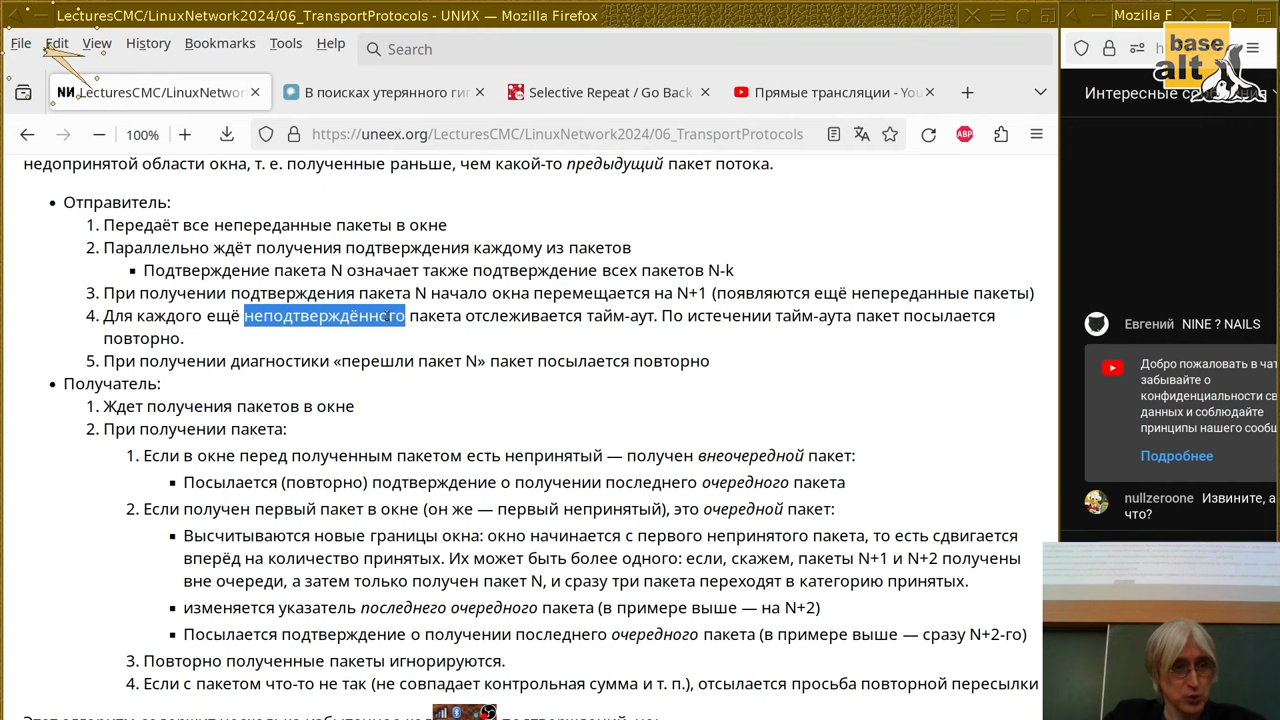 LecturesCMC/LinuxNetwork2024/06_TransportProtocols - UNИX — Mozilla Firefox
Mozilla F
File Edit View History Bookmarks Tools Help
Search
base
alt
NИ LecturesCMC/LinuxNetwor
В поисках утерянного ги
Selective Repeat / Go Back
Прямые трансляции - You
Интересные со
100%
https://uneex.org/LecturesCMC/LinuxNetwork2024/06_TransportProtocols
ABP
недопринятой области окна, т. е. полученные раньше, чем какой-то предыдущий пакет потока.
• Отправитель:
1. Передаёт все непереданные пакеты в окне
2. Параллельно ждёт получения подтверждения каждому из пакетов
▪ Подтверждение пакета N означает также подтверждение всех пакетов N-k
3. При получении подтверждения пакета N начало окна перемещается на N+1 (появляются ещё непереданные пакеты)
4. Для каждого ещё неподтверждённого пакета отслеживается тайм-аут. По истечении тайм-аута пакет посылается
повторно.
5. При получении диагностики «перешли пакет N» пакет посылается повторно
• Получатель:
1. Ждет получения пакетов в окне
2. При получении пакета:
1. Если в окне перед полученным пакетом есть непринятый — получен внеочередной пакет:
▪ Посылается (повторно) подтверждение о получении последнего очередного пакета
2. Если получен первый пакет в окне (он же — первый непринятый), это очередной пакет:
▪ Высчитываются новые границы окна: окно начинается с первого непринятого пакета, то есть сдвигается
вперёд на количество принятых. Их может быть более одного: если, скажем, пакеты N+1 и N+2 получены
вне очереди, а затем только получен пакет N, и сразу три пакета переходят в категорию принятых.
▪ изменяется указатель последнего очередного пакета (в примере выше — на N+2)
▪ Посылается подтверждение о получении последнего очередного пакета (в примере выше — сразу N+2-го)
3. Повторно полученные пакеты игнорируются.
4. Если с пакетом что-то не так (не совпадает контрольная сумма и т. п.), отсылается просьба повторной пересылки
Евгений NINE ? NAILS
Добро пожаловать в чат
забывайте о
конфиденциальности св
данных и соблюдайте
принципы нашего сообщ
Подробнее
nullzeroone Извините, а
что?